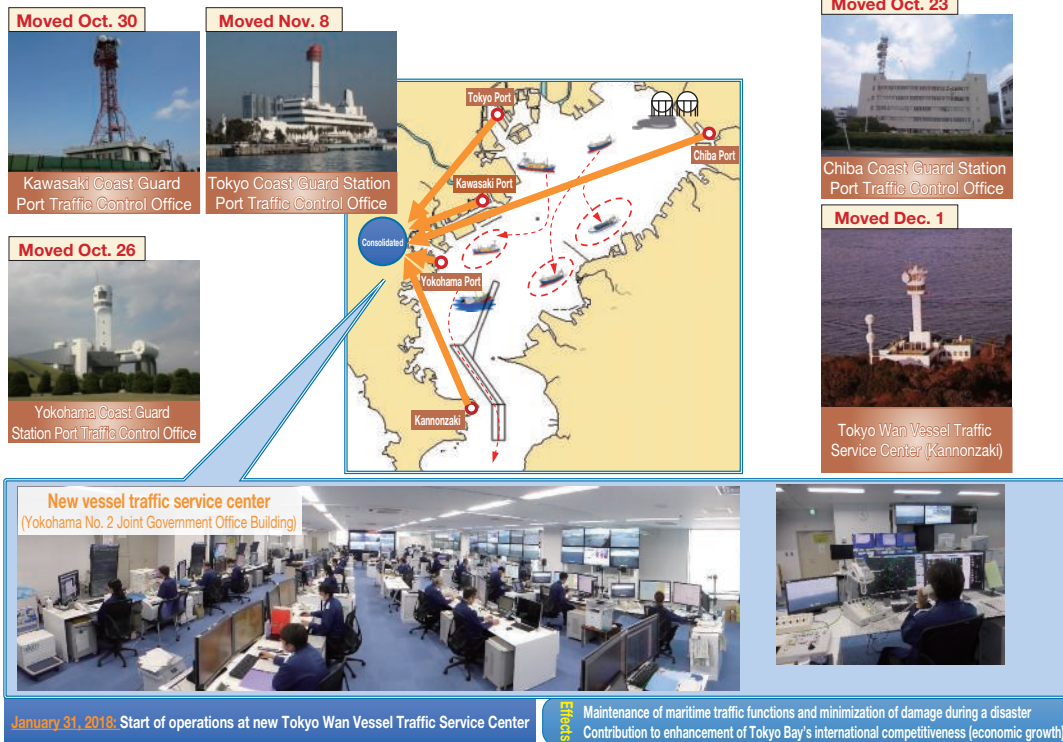 Moved Oct. 30
Kawasaki Coast Guard
Port Traffic Control Office
Moved Nov. 8
Tokyo Coast Guard Station
Port Traffic Control Office
Moved Oct. 23
Chiba Coast Guard Station
Port Traffic Control Office
Moved Oct. 26
Yokohama Coast Guard
Station Port Traffic Control Office
Tokyo Port
Chiba Port
Kawasaki Port
Consolidated
Yokohama Port
Kannonzaki
Moved Dec. 1
Tokyo Wan Vessel Traffic
Service Center (Kannonzaki)
New vessel traffic service center
(Yokohama No. 2 Joint Government Office Building)
January 31, 2018: Start of operations at new Tokyo Wan Vessel Traffic Service Center
Effects
Maintenance of maritime traffic functions and minimization of damage during a disaster
Contribution to enhancement of Tokyo Bay's international competitiveness (economic growth)